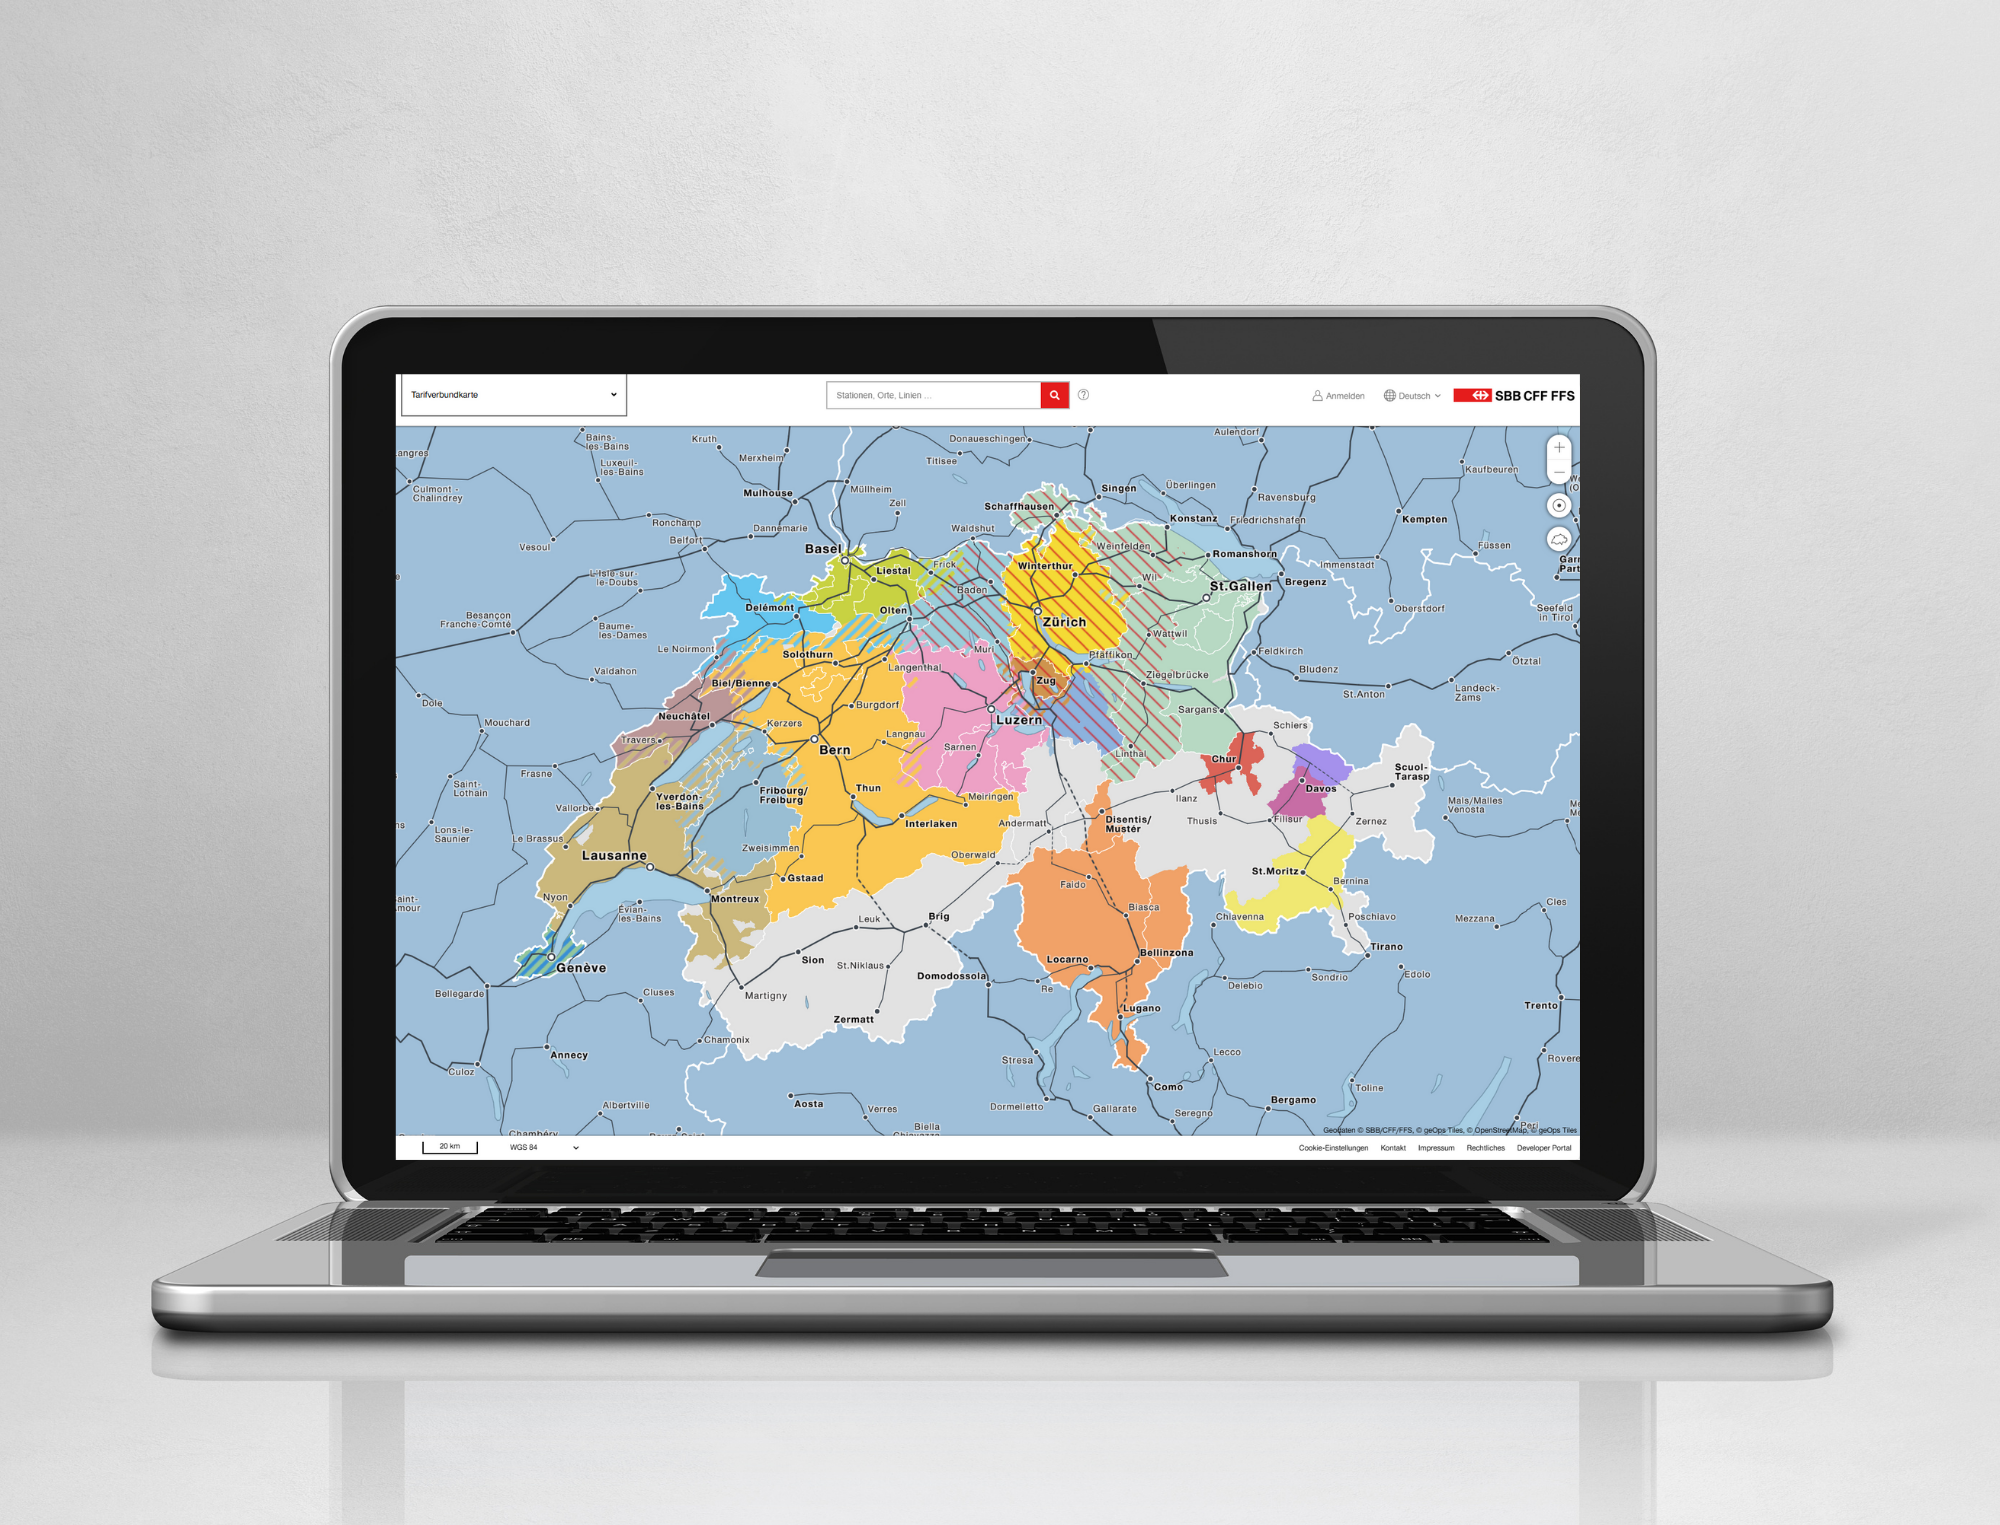 Tarifverbundkarte
Stationen, Orte, Linien ...
Anmelden
Deutsch
SBB CFF FFS
angres
Culmont -
Chalindrey
Bains-
les-Bains
Luxeuil-
les-Bains
Kruth
Merxheim
Mulhouse
Müllheim
Zell
Donaueschingen
Titisee
Aulendorf
Singen
Überlingen
Ravensburg
Kaufbeuren
Schaffhausen
Konstanz
Friedrichshafen
Kempten
Ronchamp
Belfort
Dannemarie
Waldshut
Vesoul
Basel
Liestal
Frick
Baden
Winterthur
Weinfelden
Wil
Romanshorn
St.Gallen
Bregenz
Immenstadt
Füssen
Oberstdorf
Seefeld
in Tirol
L'Isle-sur-
le-Doubs
Besançon
Franche-Comté
Baume-
les-Dames
Delémont
Olten
Zürich
Wattwil
Valdahon
Le Noirmont
Solothurn
Langenthal
Muri
Pfäffikon
Feldkirch
Bludenz
Ötztal
St.Anton
Landeck-
Zams
Dole
Mouchard
Biel/Bienne
Zug
Ziegelbrücke
Neuchâtel
Kerzers
Burgdorf
Luzern
Sargans
Schiers
Travers
Bern
Langnau
Sarnen
Linthal
Chur
Scuol-
Tarasp
Davos
Frasne
Saint-
Lothain
Yverdon-
les-Bains
Fribourg/
Freiburg
Thun
Meiringen
Ilanz
Mals/Malles
Venosta
Vallorbe
Lons-le-
Saunier
Le Brassus
Interlaken
Andermatt
Disentis/
Mustér
Thusis
Filisur
Zernez
Lausanne
Zweisimmen
Oberwald
Gstaad
Faido
St.Moritz
Bernina
Nyon
Évian-
les-Bains
Montreux
Leuk
Brig
Biasca
Chiavenna
Poschiavo
Mezzana
Cles
Genève
Sion
St.Niklaus
Domodossola
Locarno
Bellinzona
Tirano
Bellegarde
Cluses
Martigny
Re
Delebio
Sondrio
Edolo
Trento
Zermatt
Lugano
Annecy
Chamonix
Stresa
Lecco
Culoz
Como
Toline
Albertville
Aosta
Verres
Dormelletto
Gallarate
Seregno
Bergamo
Chambéry
Biella
Geodaten © SBB/CFF/FFS, © geOps Tiles, © OpenStreetMap, © geOps Tiles
20 km
WGS 84
Cookie-Einstellungen
Kontakt
Impressum
Rechtliches
Developer Portal